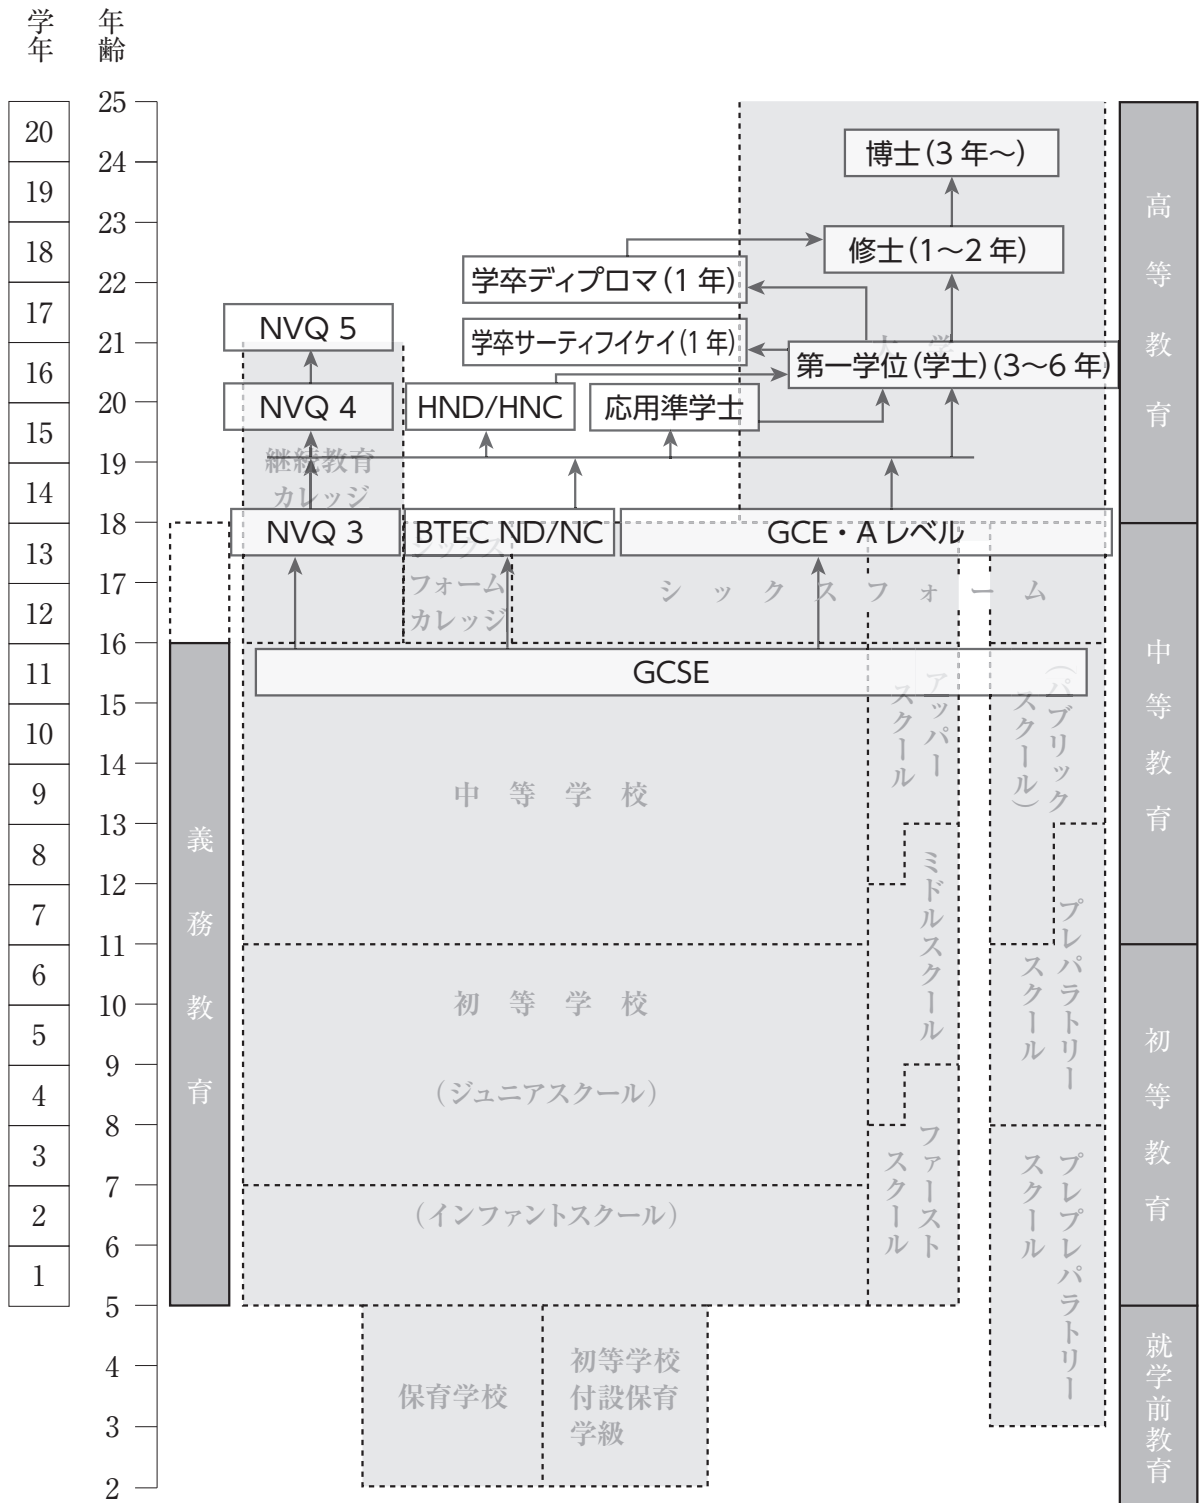 学年
年齢
25
20
24
19
23
18
22
17
21
16
20
15
19
14
18
13
17
12
16
11
15
10
14
9
13
8
12
7
11
6
10
5
9
4
8
3
7
2
6
1
5
4
3
2
博士(3年～)
修士(1～2年)
学卒ディプロマ(1年)
学卒サーティフイケイ(1年)
大学
第一学位(学士)(3～6年)
NVQ 5
NVQ 4
HND/HNC
応用準学士
継続教育
カレッジ
NVQ 3
BTEC ND/NC
GCE・Aレベル
シックス
フォーム
カレッジ
シックスフォーム
GCSE
アッパー
スクール
(パブリック
スクール)
中等学校
ミドルスクール
プレパラトリー
スクール
初等学校
(ジュニアスクール)
(インファントスクール)
ファースト
スクール
プレプレパラトリー
スクール
保育学校
初等学校
付設保育
学級
義務教育
高等教育
中等教育
初等教育
就学前教育